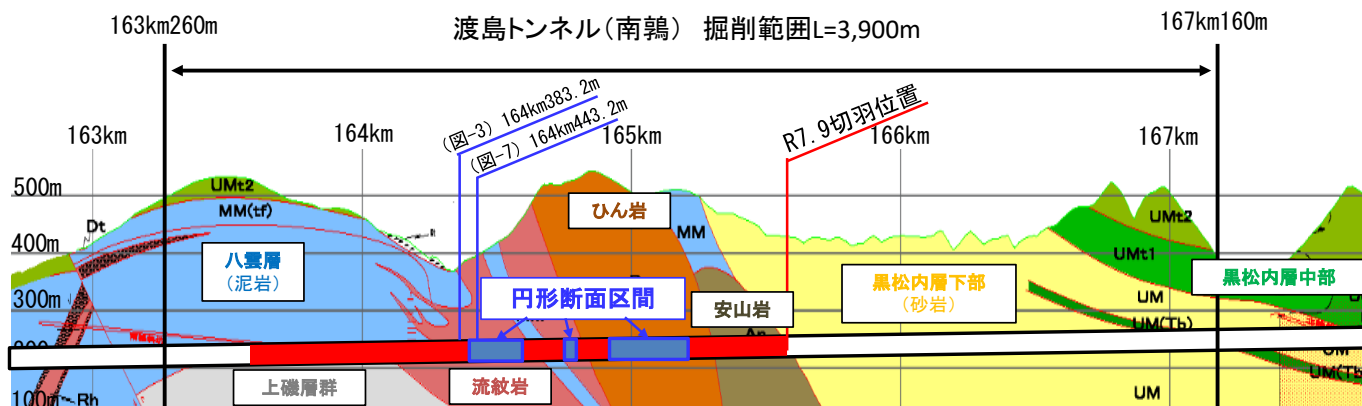 163km260m
渡島トンネル（南鶉） 掘削範囲L=3,900m
167km160m
(図-3) 164km383.2m
(図-7) 164km443.2m
R7.9切羽位置
163km
164km
165km
166km
167km
500m
400m
300m
100m
UMt2
MM(tf)
Dt
八雲層
（泥岩）
ひん岩
MM
円形断面区間
安山岩
黒松内層下部
（砂岩）
UMt2
UMt1
黒松内層中部
UM
UM(Tb)
上磯層群
流紋岩
Rh
UM
UM(Tb